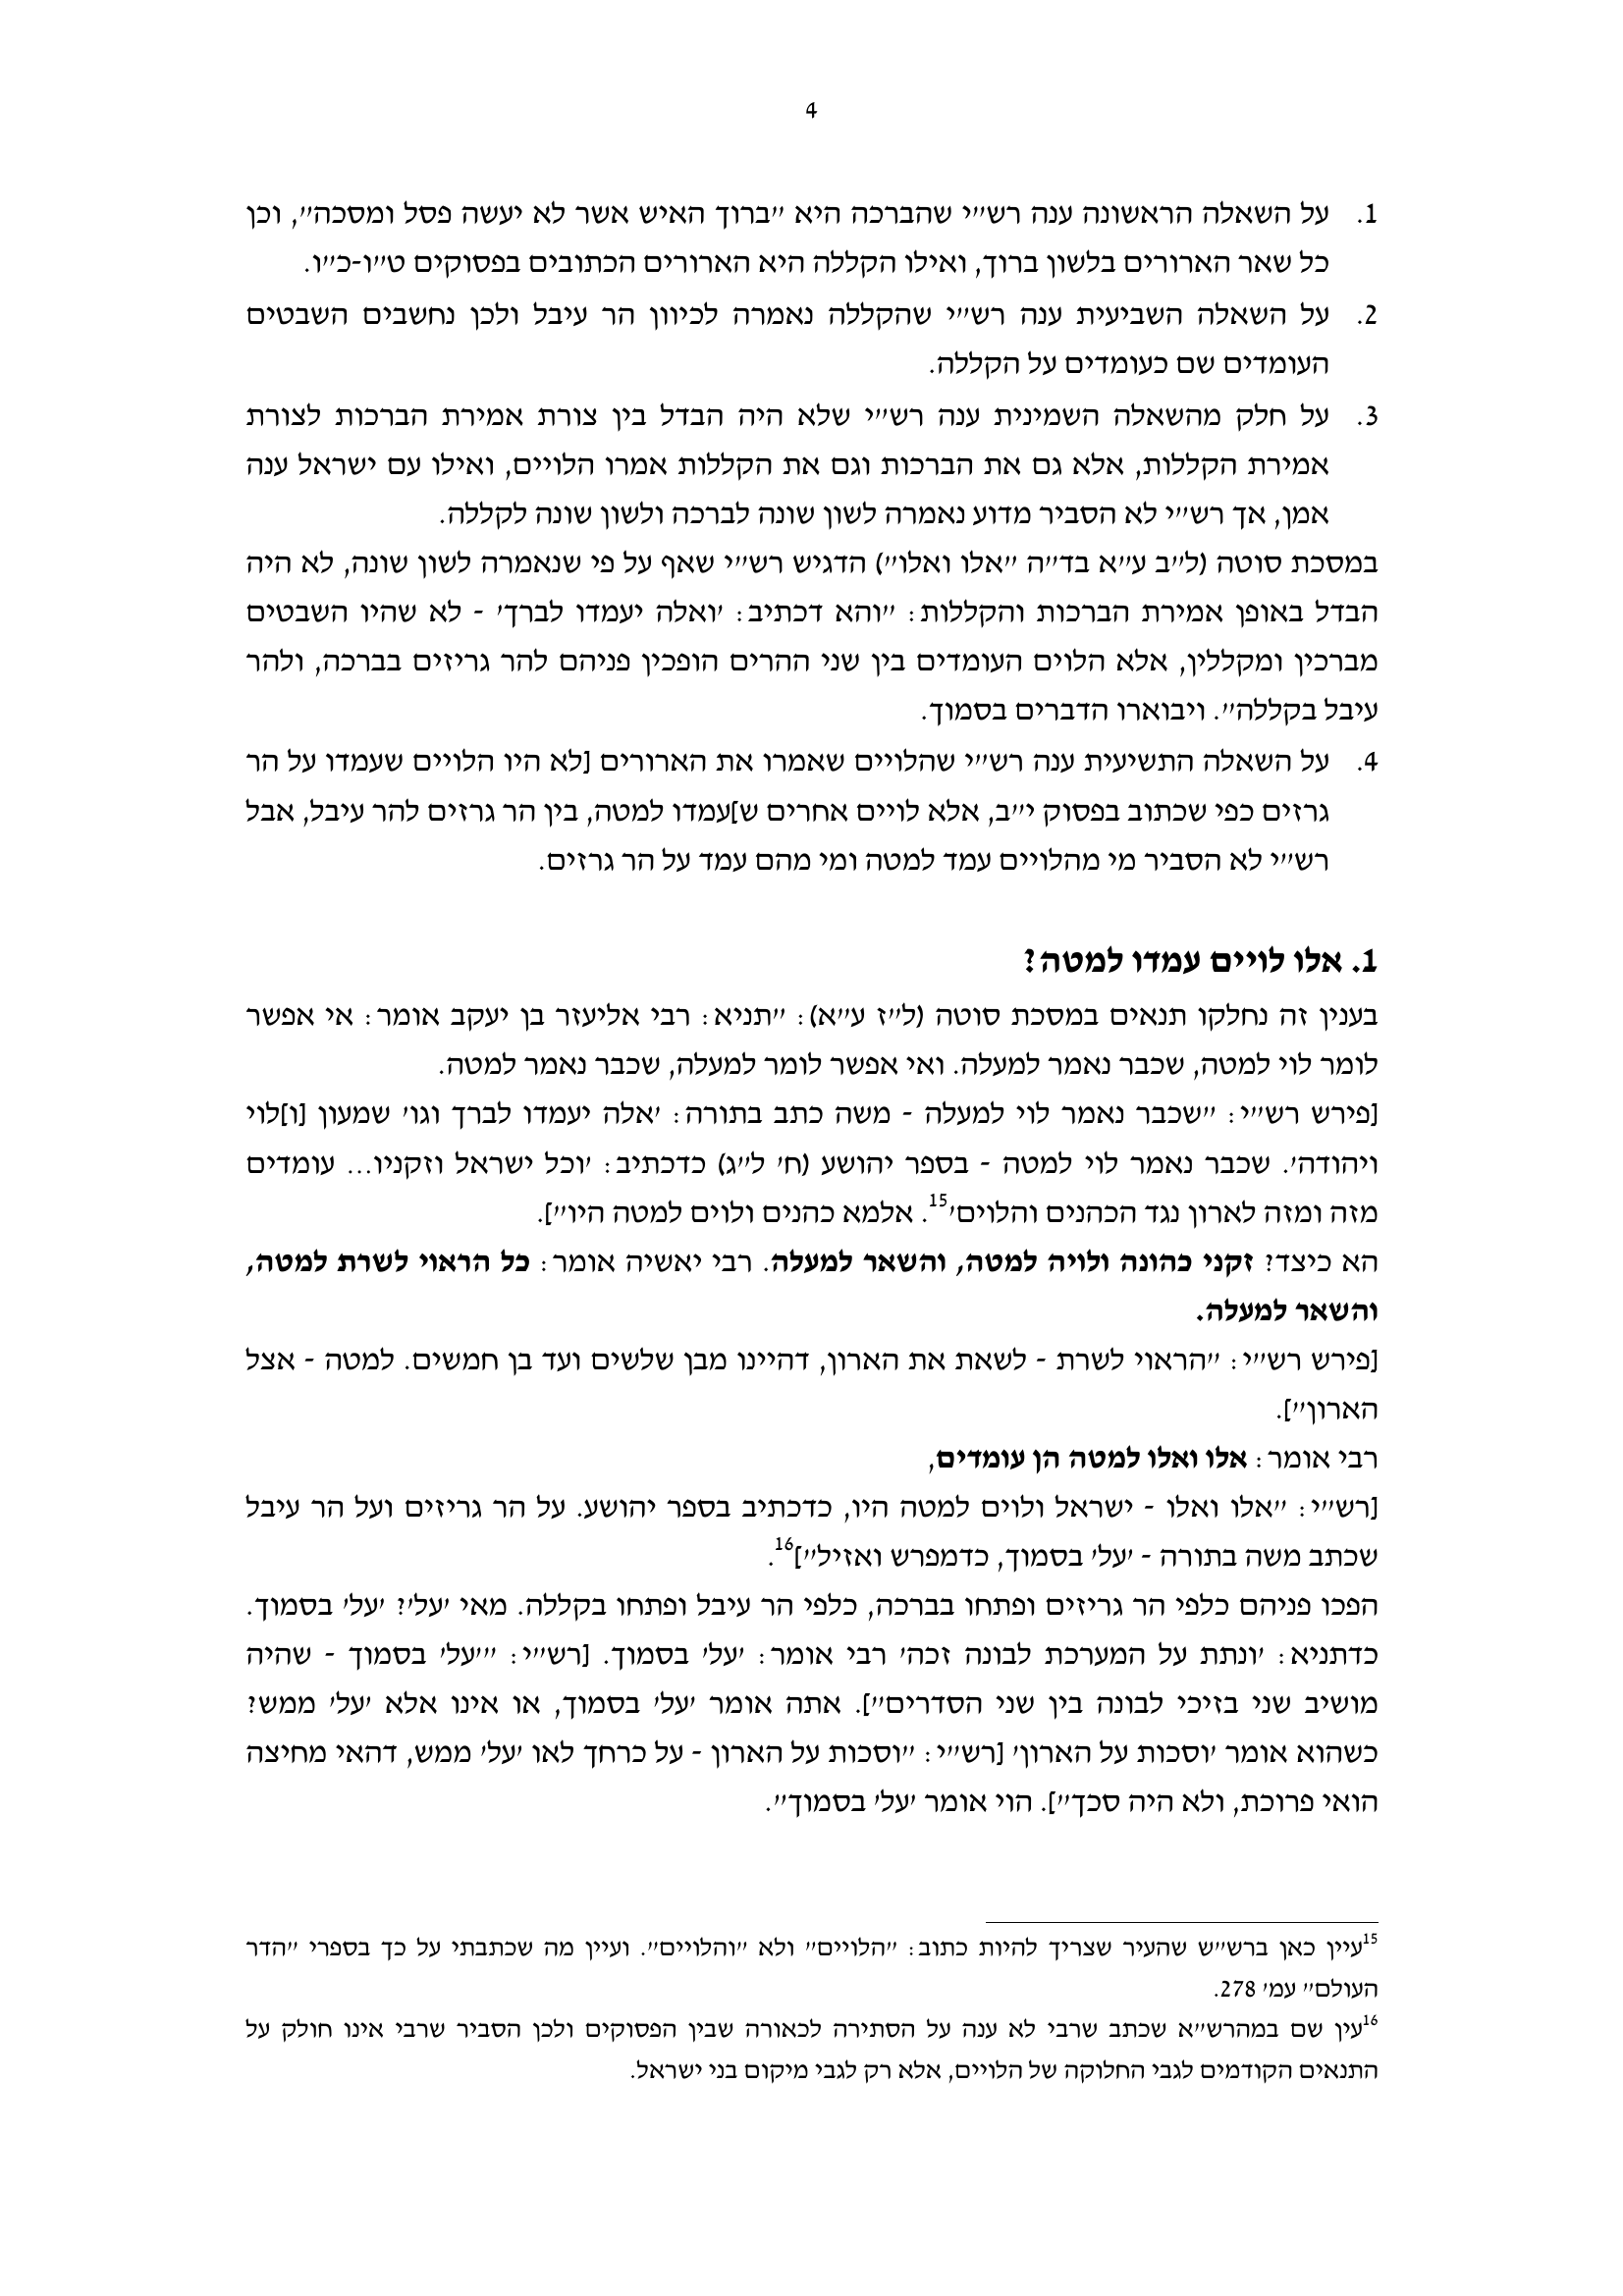 4
1. על השאלה הראשונה ענה רש״י שהברכה היא ״ברוך האיש אשר לא יעשה פסל ומסכה״, וכן
כל שאר הארורים בלשון ברוך, ואילו הקללה היא הארורים הכתובים בפסוקים ט״ו-כ״ו.
2. על השאלה השביעית ענה רש״י שהקללה נאמרה לכיוון הר עיבל ולכן נחשבים השבטים
העומדים שם כעומדים על הקללה.
3. על חלק מהשאלה השמינית ענה רש״י שלא היה הבדל בין צורת אמירת הברכות לצורת
אמירת הקללות, אלא גם את הברכות וגם את הקללות אמרו הלויים, ואילו עם ישראל ענה
אמן, אך רש״י לא הסביר מדוע נאמרה לשון שונה לברכה ולשון שונה לקללה.
במסכת סוטה (ל״ב ע״א בד״ה ״אלו ואלו״) הדגיש רש״י שאף על פי שנאמרה לשון שונה, לא היה
הבדל באופן אמירת הברכות והקללות: ״והא דכתיב: ׳ואלה יעמדו לברך׳ - לא שהיו השבטים
מברכין ומקללין, אלא הלוים העומדים בין שני ההרים הופכין פניהם להר גריזים בברכה, ולהר
עיבל בקללה״. ויבוארו הדברים בסמוך.
4. על השאלה התשיעית ענה רש״י שהלויים שאמרו את הארורים [לא היו הלויים שעמדו על הר
גרזים כפי שכתוב בפסוק י״ב, אלא לויים אחרים ש]עמדו למטה, בין הר גרזים להר עיבל, אבל
רש״י לא הסביר מי מהלויים עמד למטה ומי מהם עמד על הר גרזים.
1. אלו לויים עמדו למטה?
בענין זה נחלקו תנאים במסכת סוטה (ל״ז ע״א): ״תניא: רבי אליעזר בן יעקב אומר: אי אפשר
לומר לוי למטה, שכבר נאמר למעלה. ואי אפשר לומר למעלה, שכבר נאמר למטה.
[פירש רש״י: ״שכבר נאמר לוי למעלה - משה כתב בתורה: ׳אלה יעמדו לברך וגו׳ שמעון [ו]לוי
ויהודה׳. שכבר נאמר לוי למטה - בספר יהושע (ח׳ ל״ג) כדכתיב: ׳וכל ישראל וזקניו... עומדים
מזה ומזה לארון נגד הכהנים והלוים׳15. אלמא כהנים ולוים למטה היו״].
הא כיצד? זקני כהונה ולויה למטה, והשאר למעלה. רבי יאשיה אומר: כל הראוי לשרת למטה,
והשאר למעלה.
[פירש רש״י: ״הראוי לשרת - לשאת את הארון, דהיינו מבן שלשים ועד בן חמשים. למטה - אצל
הארון״].
רבי אומר: אלו ואלו למטה הן עומדים,
[רש״י: ״אלו ואלו - ישראל ולוים למטה היו, כדכתיב בספר יהושע. על הר גריזים ועל הר עיבל
שכתב משה בתורה - ׳על׳ בסמוך, כדמפרש ואזיל״]16.
הפכו פניהם כלפי הר גריזים ופתחו בברכה, כלפי הר עיבל ופתחו בקללה. מאי ׳על׳? ׳על׳ בסמוך.
כדתניא: ׳ונתת על המערכת לבונה זכה׳ רבי אומר: ׳על׳ בסמוך. [רש״י: ״׳על׳ בסמוך - שהיה
מושיב שני בזיכי לבונה בין שני הסדרים״]. אתה אומר ׳על׳ בסמוך, או אינו אלא ׳על׳ ממש?
כשהוא אומר ׳וסכות על הארון׳ [רש״י: ״וסכות על הארון - על כרחך לאו ׳על׳ ממש, דהאי מחיצה
הואי פרוכת, ולא היה סכך״]. הוי אומר ׳על׳ בסמוך״.
15עיין כאן ברש״ש שהעיר שצריך להיות כתוב: ״הלויים״ ולא ״והלויים״. ועיין מה שכתבתי על כך בספרי ״הדר
העולם״ עמ׳ 278.
16עין שם במהרש״א שכתב שרבי לא ענה על הסתירה לכאורה שבין הפסוקים ולכן הסביר שרבי אינו חולק על
התנאים הקודמים לגבי החלוקה של הלויים, אלא רק לגבי מיקום בני ישראל.